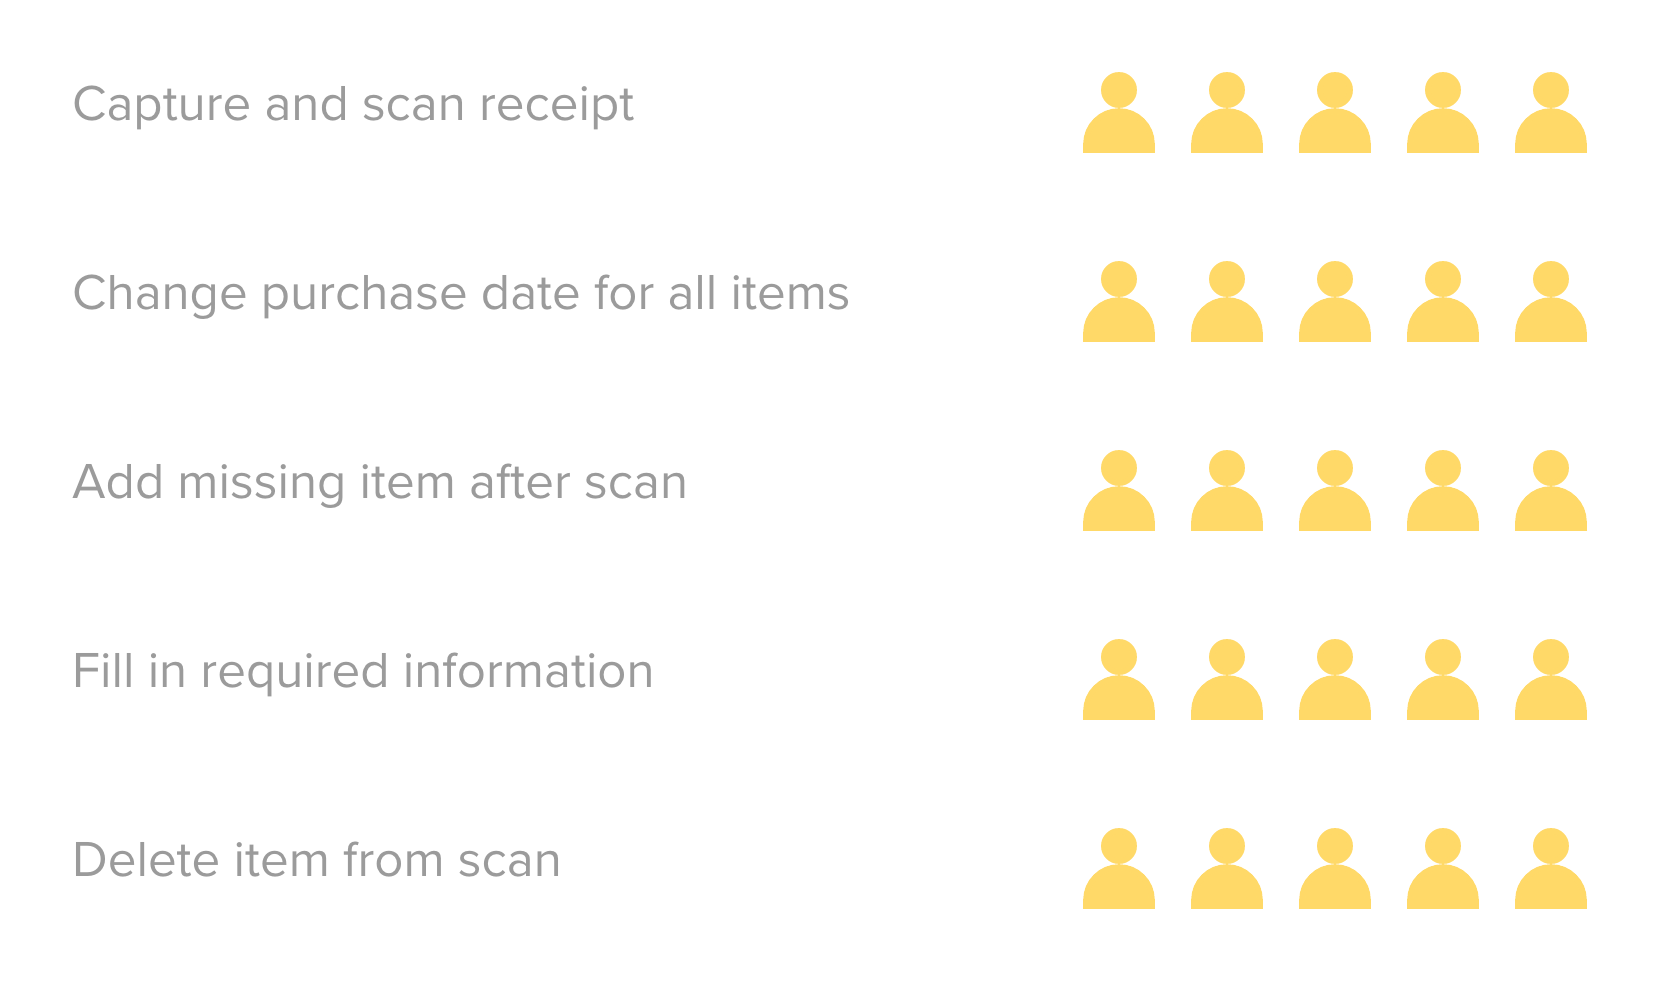 Capture and scan receipt
Change purchase date for all items
Add missing item after scan
Fill in required information
Delete item from scan